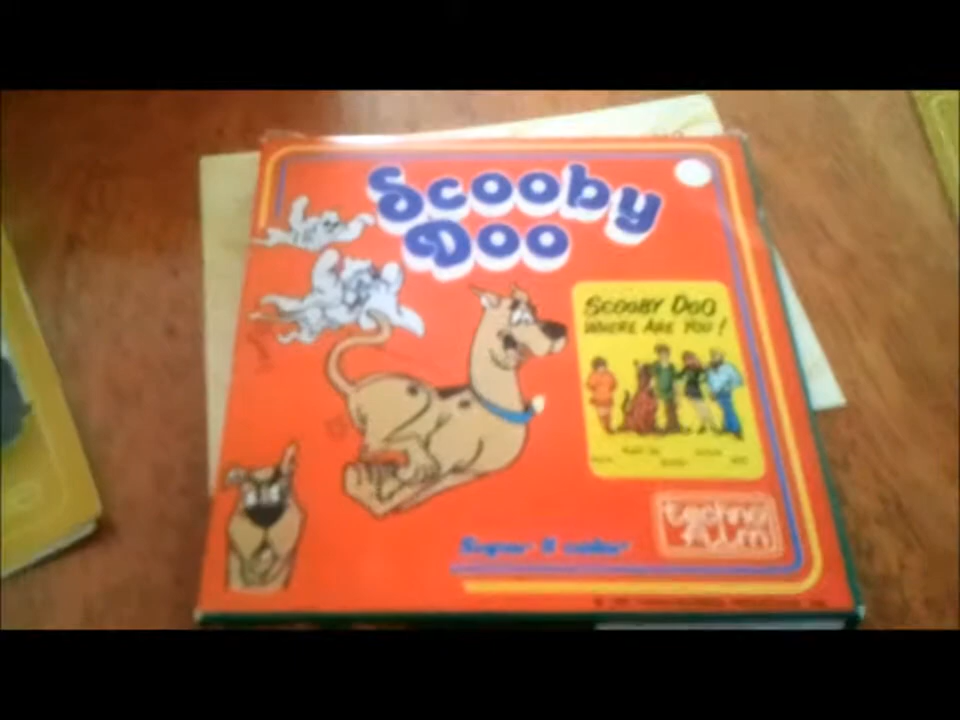 Scooby
Doo
SCOOBY DOO
WHERE ARE YOU!
techno
film
Super 8 color